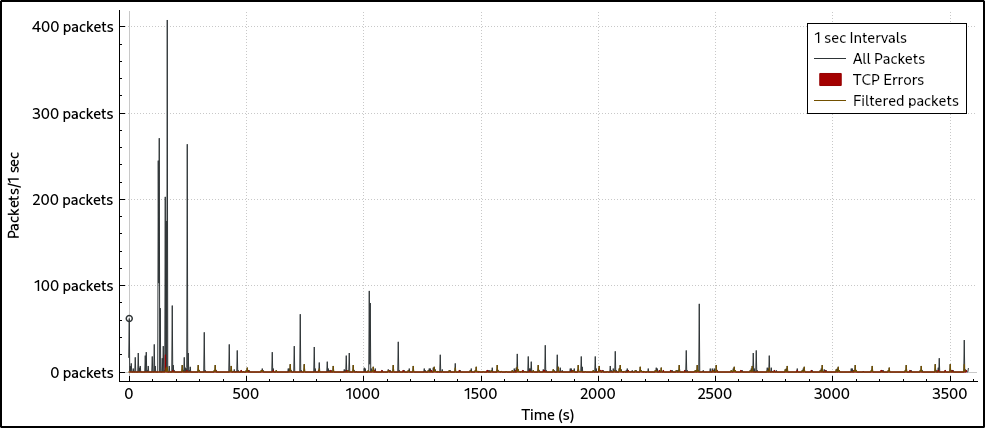 400 packets
300 packets
200 packets
100 packets
0 packets
Packets/1 sec
1 sec Intervals
All Packets
TCP Errors
Filtered packets
0 500 1000 1500 2000 2500 3000 3500
Time (s)